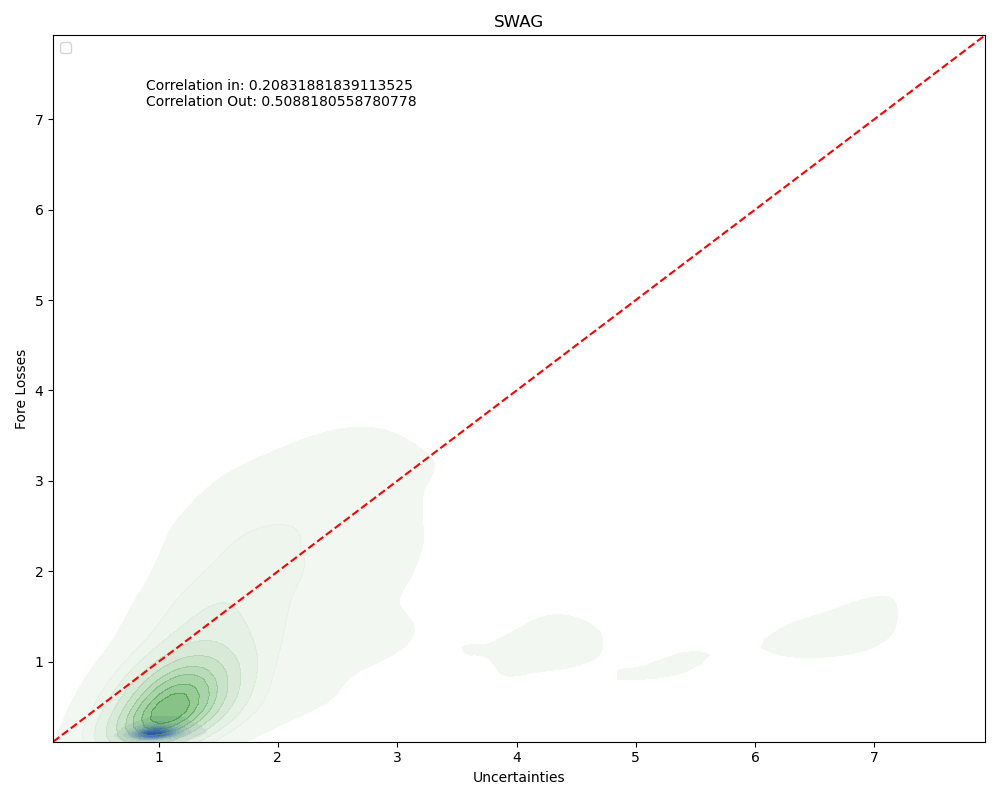 SWAG
Correlation in: 0.20831881839113525
Correlation Out: 0.5088180558780778
7
6
5
4
3
2
1
Fore Losses
1 2 3 4 5 6 7
Uncertainties